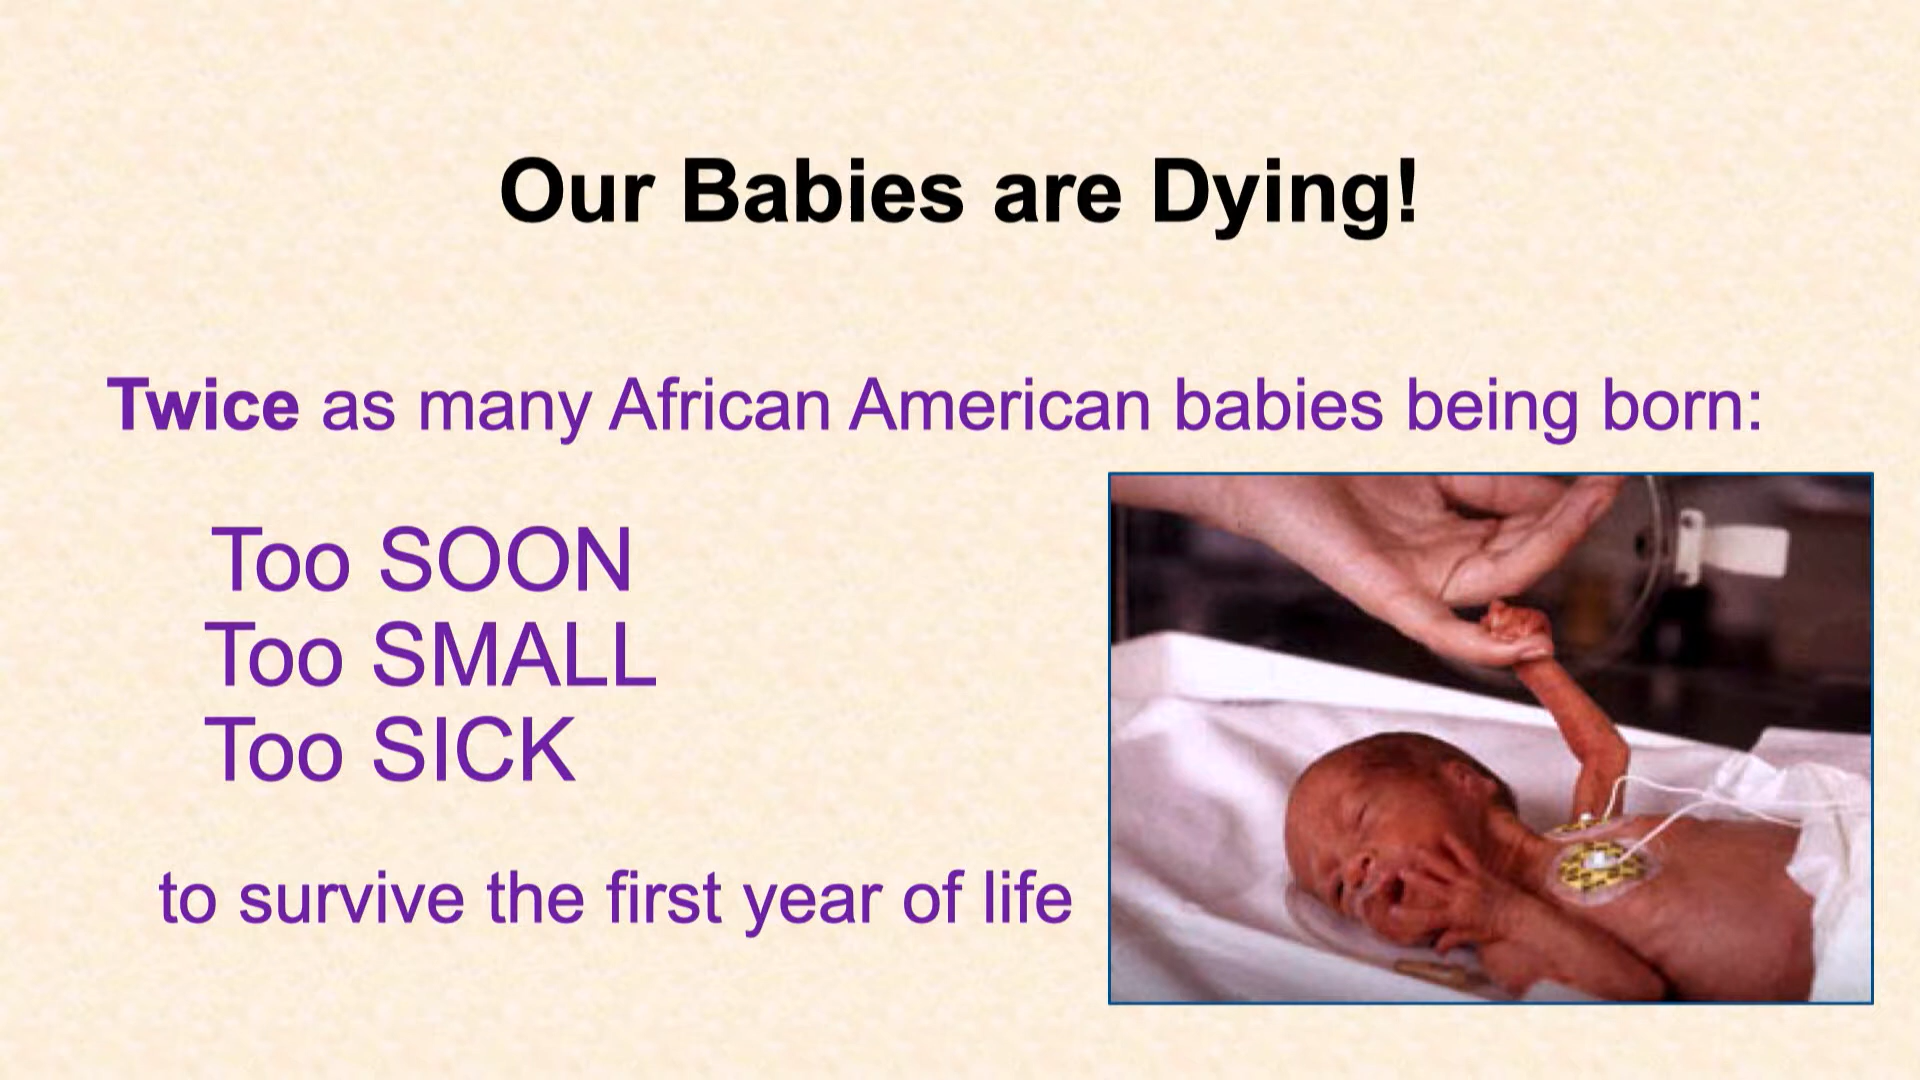 Our Babies are Dying!
Twice as many African American babies being born:
Too SOON
Too SMALL
Too SICK
to survive the first year of life